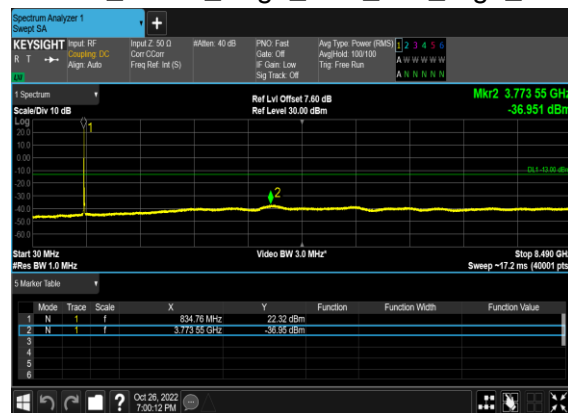 Spectrum Analyzer 1
Swept SA
+
KEYSIGHT Input: RF Input Z: 50 Ω #Atten: 40 dB PNO: Fast Avg Type: Power (RMS) 1 2 3 4 5 6
R T Coupling: DC Corr CCorr Gate: Off Avg|Hold: 100/100 A W W W W W
Align: Auto Freq Ref: Int (S) IF Gain: Low Trig: Free Run
Sig Track: Off A N N N N N
1 Spectrum Ref Lvl Offset 7.60 dB Mkr2 3.773 55 GHz
Scale/Div 10 dB Ref Level 30.00 dBm -36.951 dBm
Log
1
20.0
10.0
0.00
-10.0
DL1 -13.00 dBm
-20.0
-30.0
2
-40.0
-50.0
-60.0
Start 30 MHz Video BW 3.0 MHz* Stop 8.490 GHz
#Res BW 1.0 MHz Sweep ~17.2 ms (40001 pts)
5 Marker Table
Mode Trace Scale X Y Function Function Width Function Value
1 N 1 f 834.76 MHz 22.32 dBm
2 N 1 f 3.773 55 GHz -36.95 dBm
3
4
5
6
? Oct 26, 2022
7:00:12 PM